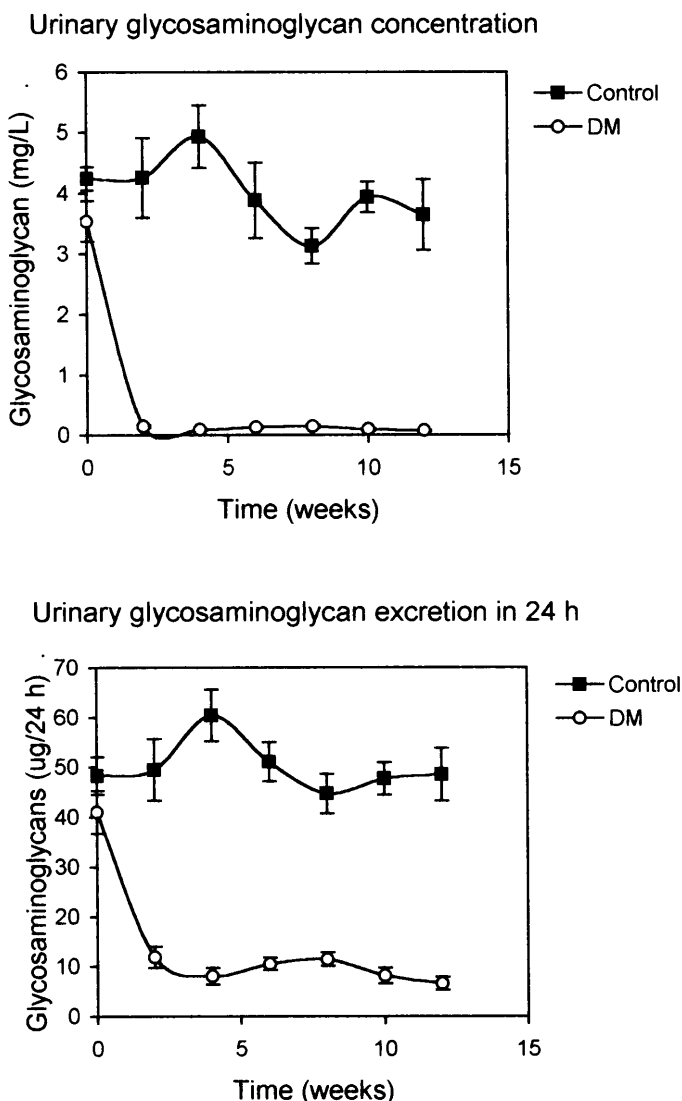 Urinary glycosaminoglycan concentration
Glycosaminoglycan (mg/L)
6
5
4
3
2
1
0
0
5
10
15
Time (weeks)
Control
DM
Urinary glycosaminoglycan excretion in 24 h
Glycosaminoglycans (ug/24 h)
70
60
50
40
30
20
10
0
0
5
10
15
Time (weeks)
Control
DM